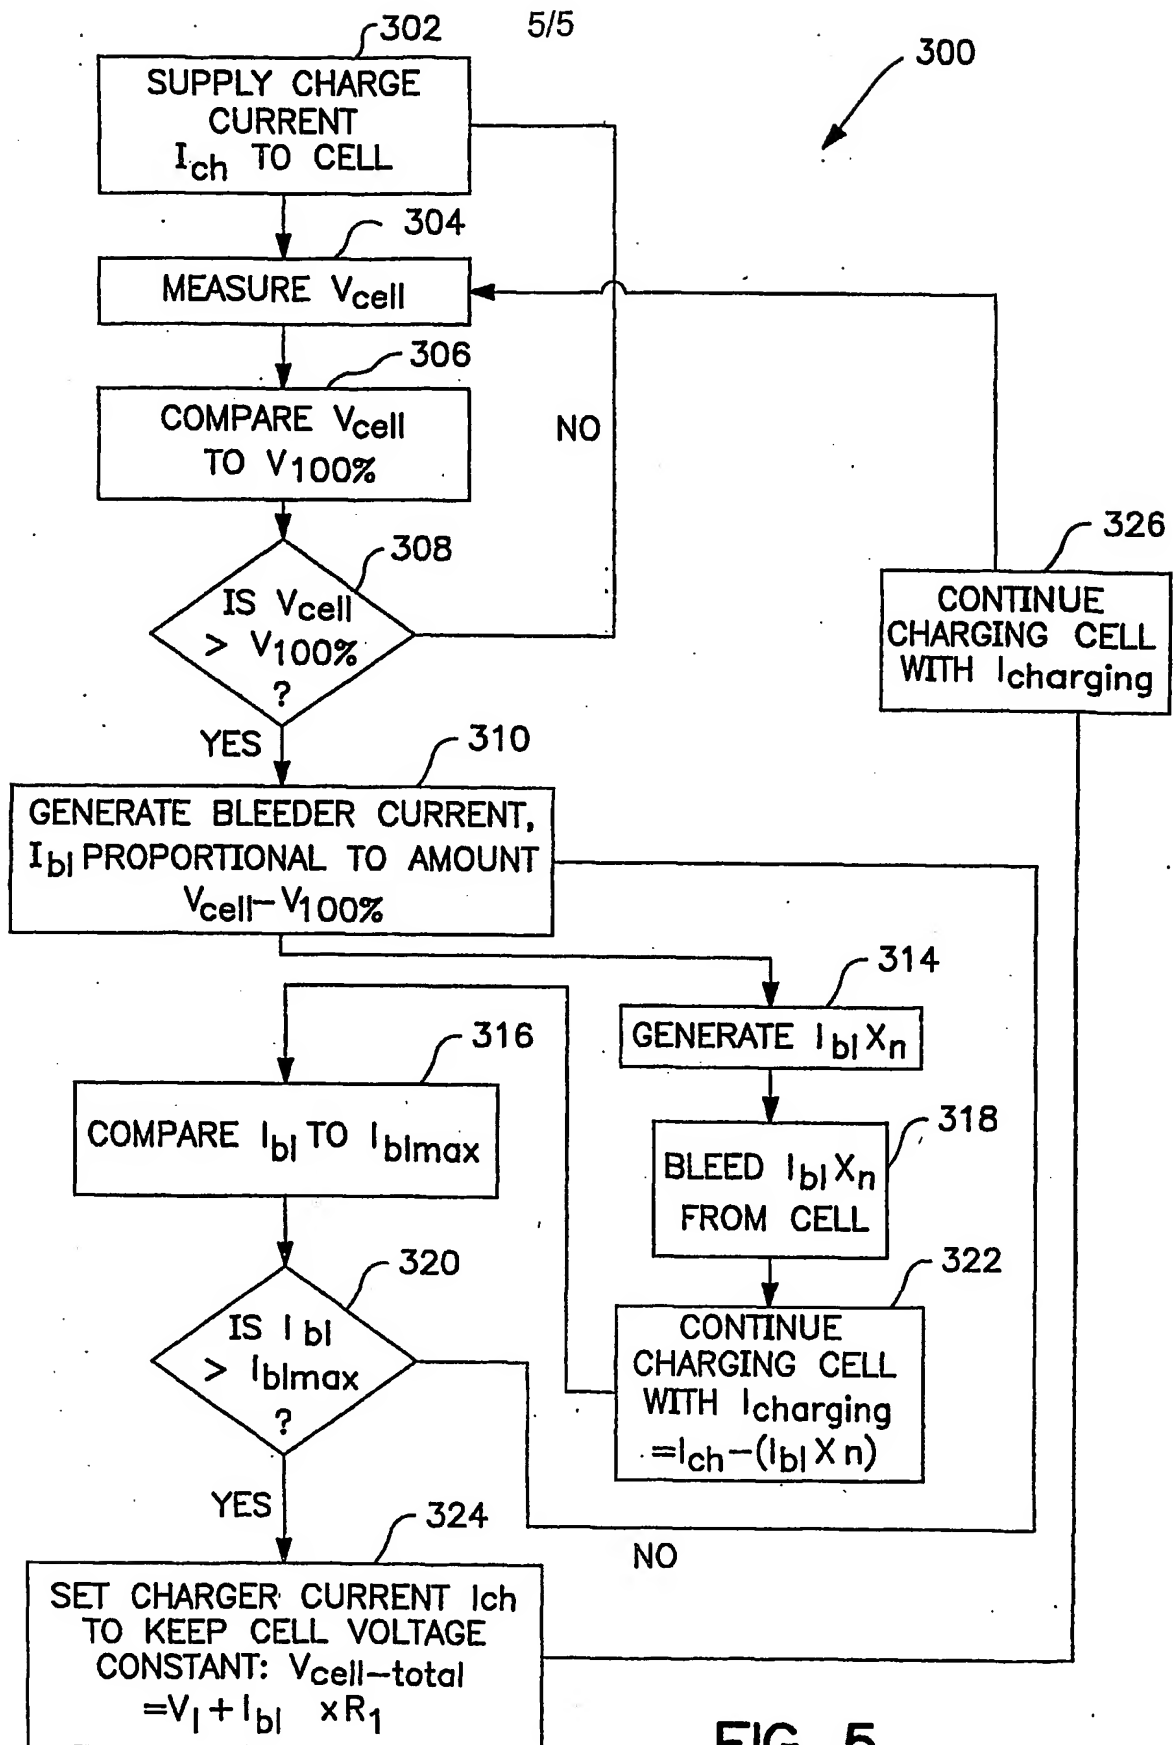 5/5
300
302
SUPPLY CHARGE
CURRENT
Ich TO CELL
304
MEASURE Vcell
306
COMPARE Vcell
TO V100%
NO
308
IS Vcell
> V100%
?
YES
326
CONTINUE
CHARGING CELL
WITH Icharging
310
GENERATE BLEEDER CURRENT,
Ibl PROPORTIONAL TO AMOUNT
Vcell-V100%
314
GENERATE Ibl Xn
316
COMPARE Ibl TO Iblmax
318
BLEED Ibl Xn
FROM CELL
320
IS Ibl
> Iblmax
?
YES
322
CONTINUE
CHARGING CELL
WITH Icharging
=Ich-(Ibl X n)
NO
324
SET CHARGER CURRENT Ich
TO KEEP CELL VOLTAGE
CONSTANT: Vcell-total
=Vl+Ibl xR1
FIG. 5